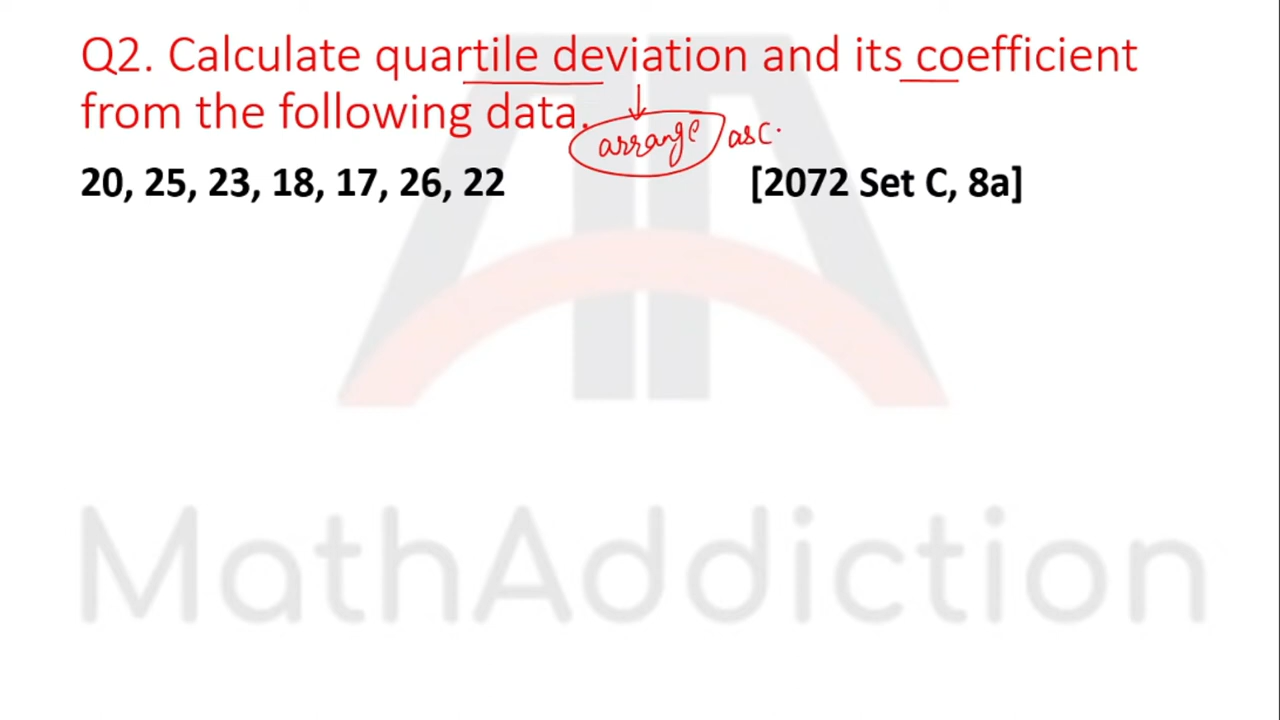 Q2. Calculate quartile deviation and its coefficient
from the following data.
arrange asc.
20, 25, 23, 18, 17, 26, 22 [2072 Set C, 8a]
MathAddiction